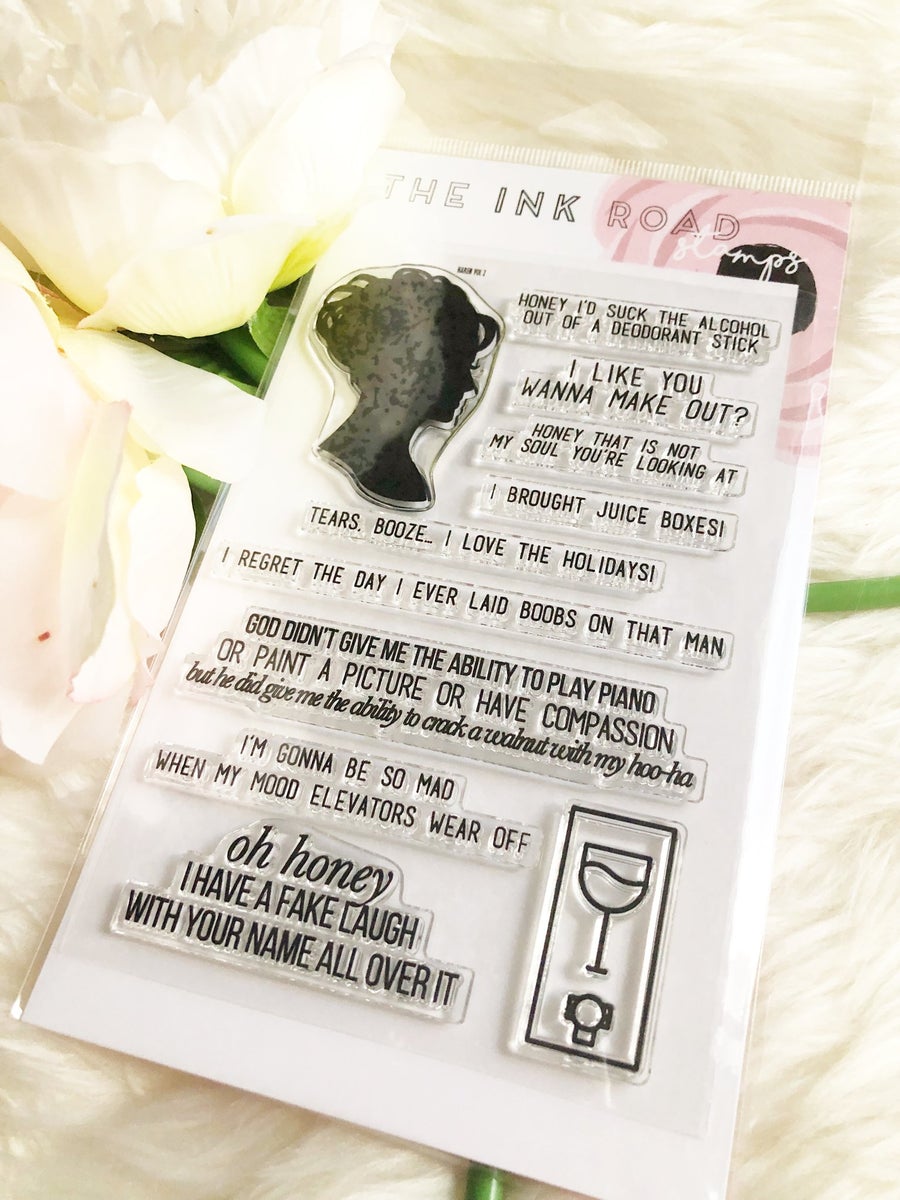 THE INK ROAD
stamps
KAREN VOL 2
HONEY I'D SUCK THE ALCOHOL
OUT OF A DEODORANT STICK
I LIKE YOU
WANNA MAKE OUT?
HONEY THAT IS NOT
MY SOUL YOU'RE LOOKING AT
I BROUGHT JUICE BOXES!
TEARS, BOOZE... I LOVE THE HOLIDAYS!
I REGRET THE DAY I EVER LAID BOOBS ON THAT MAN
GOD DIDN'T GIVE ME THE ABILITY TO PLAY PIANO
OR PAINT A PICTURE OR HAVE COMPASSION
but he did give me the ability to crack a walnut with my hoo-ha
I'M GONNA BE SO MAD
WHEN MY MOOD ELEVATORS WEAR OFF
oh honey
I HAVE A FAKE LAUGH
WITH YOUR NAME ALL OVER IT